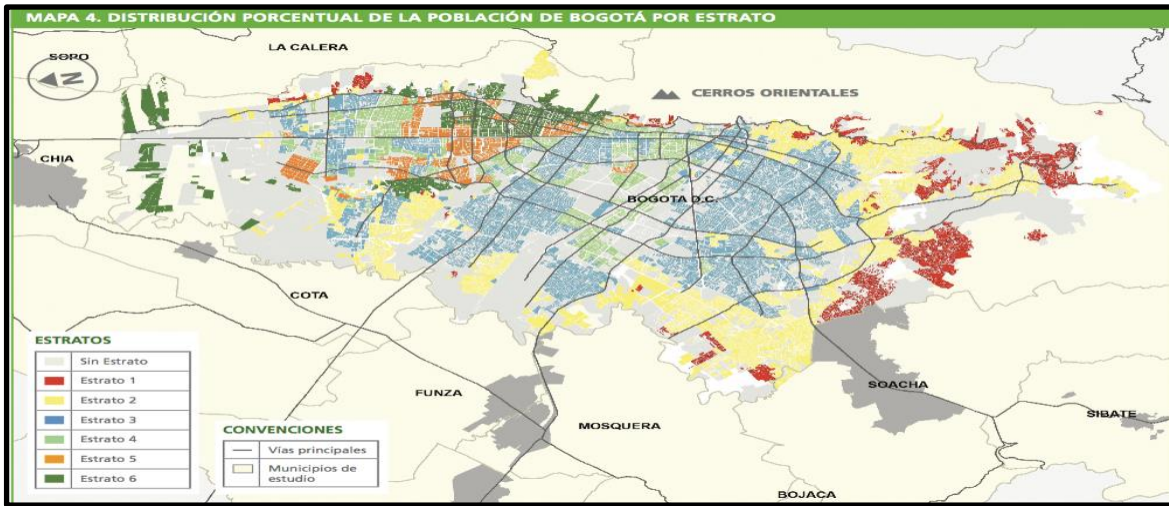 MAPA 4. DISTRIBUCIÓN PORCENTUAL DE LA POBLACIÓN DE BOGOTÁ POR ESTRATO
SOPO
LA CALERA
N
CERROS ORIENTALES
CHIA
BOGOTA D.C.
COTA
FUNZA
MOSQUERA
SOACHA
SIBATE
BOJACA
ESTRATOS
Sin Estrato
Estrato 1
Estrato 2
Estrato 3
Estrato 4
Estrato 5
Estrato 6
CONVENCIONES
Vías principales
Municipios de
estudio